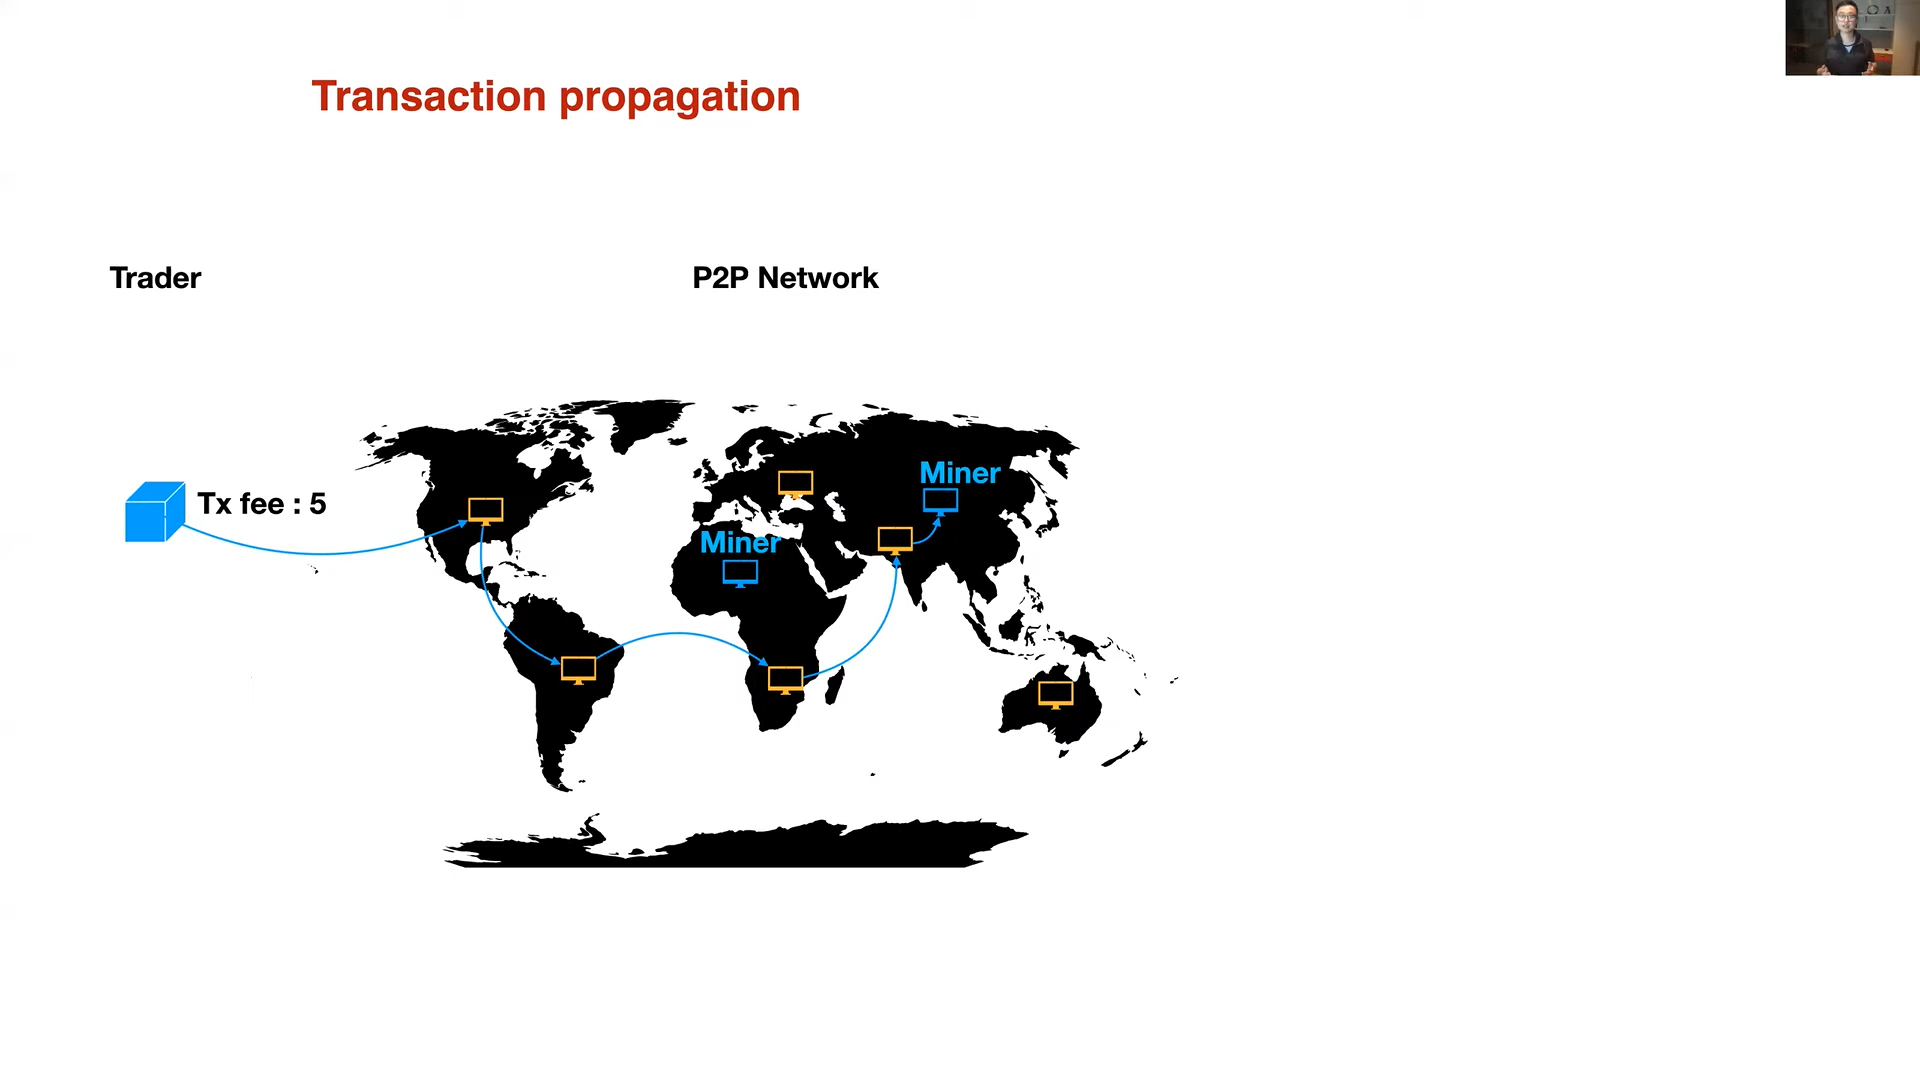 Transaction propagation
Trader
P2P Network
Miner
Tx fee : 5
Miner